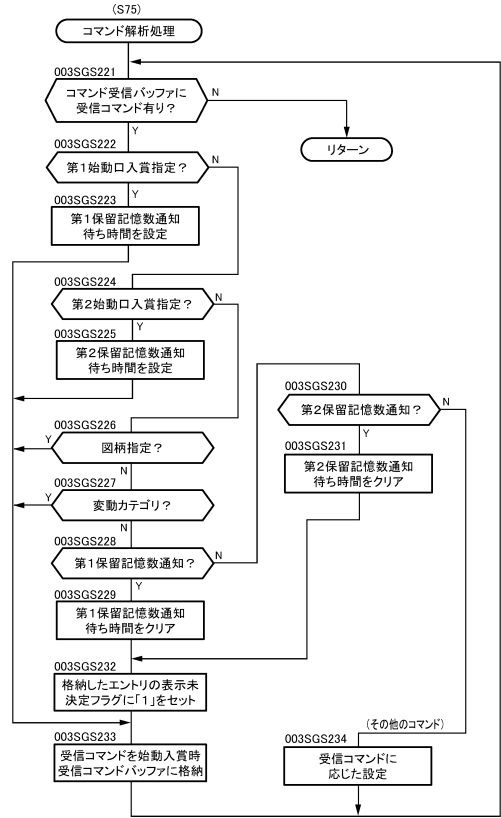 (S75)
コマンド解析処理
003SGS221
コマンド受信バッファに
受信コマンド有り？
N
Y
リターン
003SGS222
第1始動口入賞指定？
N
Y
003SGS223
第1保留記憶数通知
待ち時間を設定
003SGS224
第2始動口入賞指定？
N
Y
003SGS225
第2保留記憶数通知
待ち時間を設定
003SGS226
図柄指定？
Y
N
003SGS227
変動カテゴリ？
Y
N
003SGS228
第1保留記憶数通知？
N
Y
003SGS229
第1保留記憶数通知
待ち時間をクリア
003SGS230
第2保留記憶数通知？
N
Y
003SGS231
第2保留記憶数通知
待ち時間をクリア
003SGS232
格納したエントリの表示未
決定フラグに「1」をセット
003SGS233
受信コマンドを始動入賞時
受信コマンドバッファに格納
(その他のコマンド)
003SGS234
受信コマンドに
応じた設定